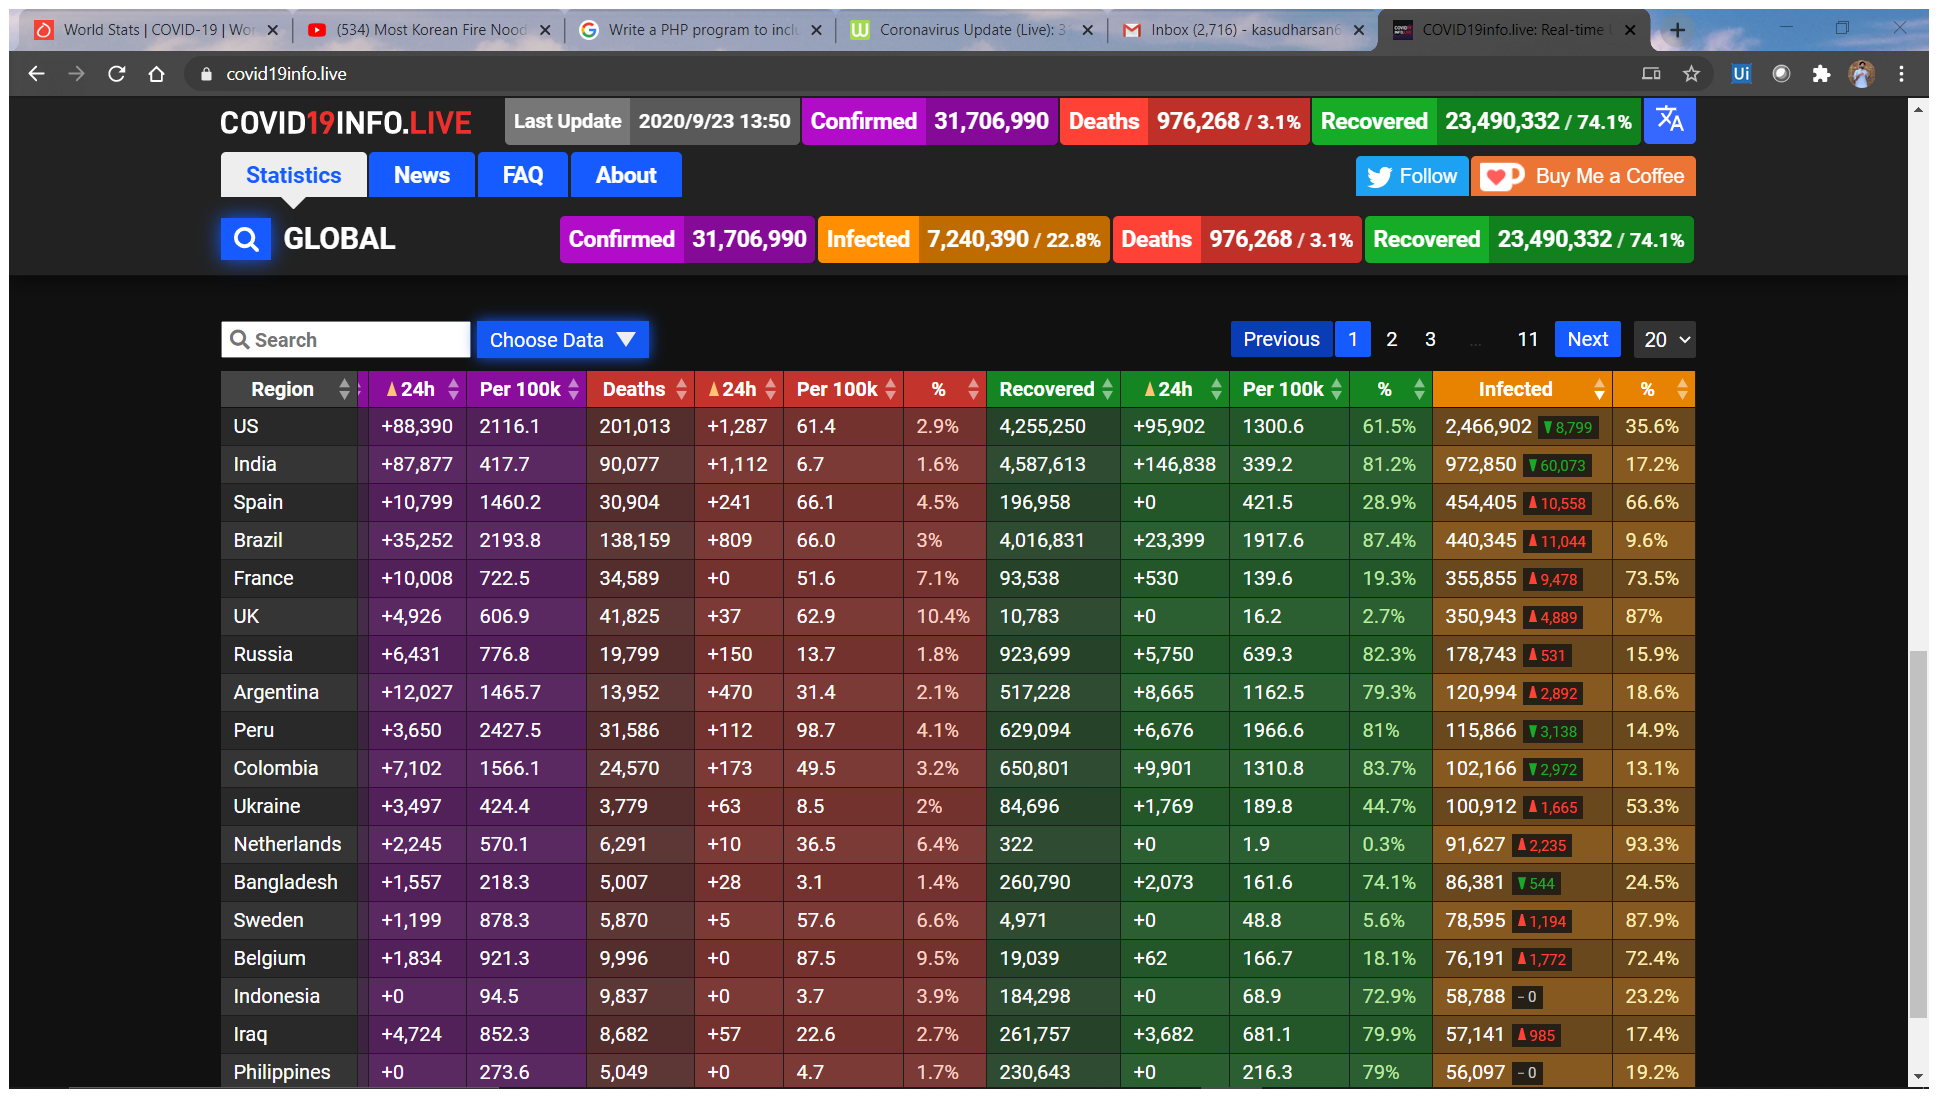 World Stats | COVID-19 | Wor
(534) Most Korean Fire Nood
Write a PHP program to inclu
Coronavirus Update (Live): 3
Inbox (2,716) - kasudharsan6
COVID19info.live: Real-time
covid19info.live
COVID19INFO.LIVE Last Update 2020/9/23 13:50 Confirmed 31,706,990 Deaths 976,268 / 3.1% Recovered 23,490,332 / 74.1%
Statistics News FAQ About Follow Buy Me a Coffee
GLOBAL Confirmed 31,706,990 Infected 7,240,390 / 22.8% Deaths 976,268 / 3.1% Recovered 23,490,332 / 74.1%
Search Choose Data ▼ Previous 1 2 3 ... 11 Next 20
Region ▲24h Per 100k Deaths ▲24h Per 100k % Recovered ▲24h Per 100k % Infected %
US +88,390 2116.1 201,013 +1,287 61.4 2.9% 4,255,250 +95,902 1300.6 61.5% 2,466,902 ▼8,799 35.6%
India +87,877 417.7 90,077 +1,112 6.7 1.6% 4,587,613 +146,838 339.2 81.2% 972,850 ▼60,073 17.2%
Spain +10,799 1460.2 30,904 +241 66.1 4.5% 196,958 +0 421.5 28.9% 454,405 ▲10,558 66.6%
Brazil +35,252 2193.8 138,159 +809 66.0 3% 4,016,831 +23,399 1917.6 87.4% 440,345 ▲11,044 9.6%
France +10,008 722.5 34,589 +0 51.6 7.1% 93,538 +530 139.6 19.3% 355,855 ▲9,478 73.5%
UK +4,926 606.9 41,825 +37 62.9 10.4% 10,783 +0 16.2 2.7% 350,943 ▲4,889 87%
Russia +6,431 776.8 19,799 +150 13.7 1.8% 923,699 +5,750 639.3 82.3% 178,743 ▲531 15.9%
Argentina +12,027 1465.7 13,952 +470 31.4 2.1% 517,228 +8,665 1162.5 79.3% 120,994 ▲2,892 18.6%
Peru +3,650 2427.5 31,586 +112 98.7 4.1% 629,094 +6,676 1966.6 81% 115,866 ▼3,138 14.9%
Colombia +7,102 1566.1 24,570 +173 49.5 3.2% 650,801 +9,901 1310.8 83.7% 102,166 ▼2,972 13.1%
Ukraine +3,497 424.4 3,779 +63 8.5 2% 84,696 +1,769 189.8 44.7% 100,912 ▲1,665 53.3%
Netherlands +2,245 570.1 6,291 +10 36.5 6.4% 322 +0 1.9 0.3% 91,627 ▲2,235 93.3%
Bangladesh +1,557 218.3 5,007 +28 3.1 1.4% 260,790 +2,073 161.6 74.1% 86,381 ▼544 24.5%
Sweden +1,199 878.3 5,870 +5 57.6 6.6% 4,971 +0 48.8 5.6% 78,595 ▲1,194 87.9%
Belgium +1,834 921.3 9,996 +0 87.5 9.5% 19,039 +62 166.7 18.1% 76,191 ▲1,772 72.4%
Indonesia +0 94.5 9,837 +0 3.7 3.9% 184,298 +0 68.9 72.9% 58,788 - 0 23.2%
Iraq +4,724 852.3 8,682 +57 22.6 2.7% 261,757 +3,682 681.1 79.9% 57,141 ▲985 17.4%
Philippines +0 273.6 5,049 +0 4.7 1.7% 230,643 +0 216.3 79% 56,097 - 0 19.2%